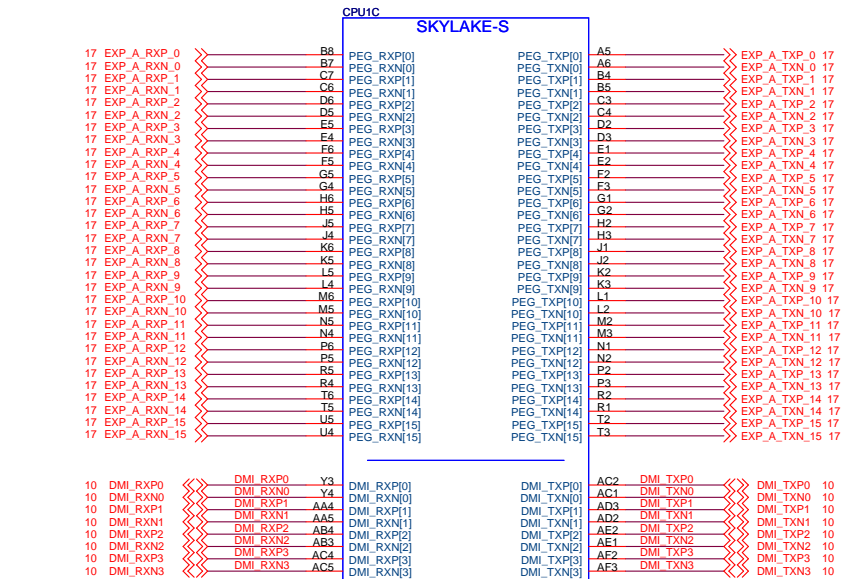 CPU1C
SKYLAKE-S
17 EXP_A_RXP_0 B8 PEG_RXP[0] PEG_TXP[0] A5 EXP_A_TXP_0 17
17 EXP_A_RXN_0 B7 PEG_RXN[0] PEG_TXN[0] A6 EXP_A_TXN_0 17
17 EXP_A_RXP_1 C7 PEG_RXP[1] PEG_TXP[1] B4 EXP_A_TXP_1 17
17 EXP_A_RXN_1 C6 PEG_RXN[1] PEG_TXN[1] B5 EXP_A_TXN_1 17
17 EXP_A_RXP_2 D6 PEG_RXP[2] PEG_TXP[2] C3 EXP_A_TXP_2 17
17 EXP_A_RXN_2 D5 PEG_RXN[2] PEG_TXN[2] C4 EXP_A_TXN_2 17
17 EXP_A_RXP_3 E5 PEG_RXP[3] PEG_TXP[3] D2 EXP_A_TXP_3 17
17 EXP_A_RXN_3 E4 PEG_RXN[3] PEG_TXN[3] D3 EXP_A_TXN_3 17
17 EXP_A_RXP_4 F6 PEG_RXP[4] PEG_TXP[4] E1 EXP_A_TXP_4 17
17 EXP_A_RXN_4 F5 PEG_RXN[4] PEG_TXN[4] E2 EXP_A_TXN_4 17
17 EXP_A_RXP_5 G5 PEG_RXP[5] PEG_TXP[5] F2 EXP_A_TXP_5 17
17 EXP_A_RXN_5 G4 PEG_RXN[5] PEG_TXN[5] F3 EXP_A_TXN_5 17
17 EXP_A_RXP_6 H6 PEG_RXP[6] PEG_TXP[6] G1 EXP_A_TXP_6 17
17 EXP_A_RXN_6 H5 PEG_RXN[6] PEG_TXN[6] G2 EXP_A_TXN_6 17
17 EXP_A_RXP_7 J5 PEG_RXP[7] PEG_TXP[7] H2 EXP_A_TXP_7 17
17 EXP_A_RXN_7 J4 PEG_RXN[7] PEG_TXN[7] H3 EXP_A_TXN_7 17
17 EXP_A_RXP_8 K6 PEG_RXP[8] PEG_TXP[8] J1 EXP_A_TXP_8 17
17 EXP_A_RXN_8 K5 PEG_RXN[8] PEG_TXN[8] J2 EXP_A_TXN_8 17
17 EXP_A_RXP_9 L5 PEG_RXP[9] PEG_TXP[9] K2 EXP_A_TXP_9 17
17 EXP_A_RXN_9 L4 PEG_RXN[9] PEG_TXN[9] K3 EXP_A_TXN_9 17
17 EXP_A_RXP_10 M6 PEG_RXP[10] PEG_TXP[10] L1 EXP_A_TXP_10 17
17 EXP_A_RXN_10 M5 PEG_RXN[10] PEG_TXN[10] L2 EXP_A_TXN_10 17
17 EXP_A_RXP_11 N5 PEG_RXP[11] PEG_TXP[11] M2 EXP_A_TXP_11 17
17 EXP_A_RXN_11 N4 PEG_RXN[11] PEG_TXN[11] M3 EXP_A_TXN_11 17
17 EXP_A_RXP_12 P6 PEG_RXP[12] PEG_TXP[12] N1 EXP_A_TXP_12 17
17 EXP_A_RXN_12 P5 PEG_RXN[12] PEG_TXN[12] N2 EXP_A_TXN_12 17
17 EXP_A_RXP_13 R5 PEG_RXP[13] PEG_TXP[13] P2 EXP_A_TXP_13 17
17 EXP_A_RXN_13 R4 PEG_RXN[13] PEG_TXN[13] P3 EXP_A_TXN_13 17
17 EXP_A_RXP_14 T6 PEG_RXP[14] PEG_TXP[14] R2 EXP_A_TXP_14 17
17 EXP_A_RXN_14 T5 PEG_RXN[14] PEG_TXN[14] R1 EXP_A_TXN_14 17
17 EXP_A_RXP_15 U5 PEG_RXP[15] PEG_TXP[15] T2 EXP_A_TXP_15 17
17 EXP_A_RXN_15 U4 PEG_RXN[15] PEG_TXN[15] T3 EXP_A_TXN_15 17
10 DMI_RXP0 DMI_RXP0 Y3 DMI_RXP[0] DMI_TXP[0] AC2 DMI_TXP0 DMI_TXP0 10
10 DMI_RXN0 DMI_RXN0 Y4 DMI_RXN[0] DMI_TXN[0] AC1 DMI_TXN0 DMI_TXN0 10
10 DMI_RXP1 DMI_RXP1 AA4 DMI_RXP[1] DMI_TXP[1] AD3 DMI_TXP1 DMI_TXP1 10
10 DMI_RXN1 DMI_RXN1 AA5 DMI_RXN[1] DMI_TXN[1] AD2 DMI_TXN1 DMI_TXN1 10
10 DMI_RXP2 DMI_RXP2 AB4 DMI_RXP[2] DMI_TXP[2] AE2 DMI_TXP2 DMI_TXP2 10
10 DMI_RXN2 DMI_RXN2 AB3 DMI_RXN[2] DMI_TXN[2] AE1 DMI_TXN2 DMI_TXN2 10
10 DMI_RXP3 DMI_RXP3 AC4 DMI_RXP[3] DMI_TXP[3] AF2 DMI_TXP3 DMI_TXP3 10
10 DMI_RXN3 DMI_RXN3 AC5 DMI_RXN[3] DMI_TXN[3] AF3 DMI_TXN3 DMI_TXN3 10